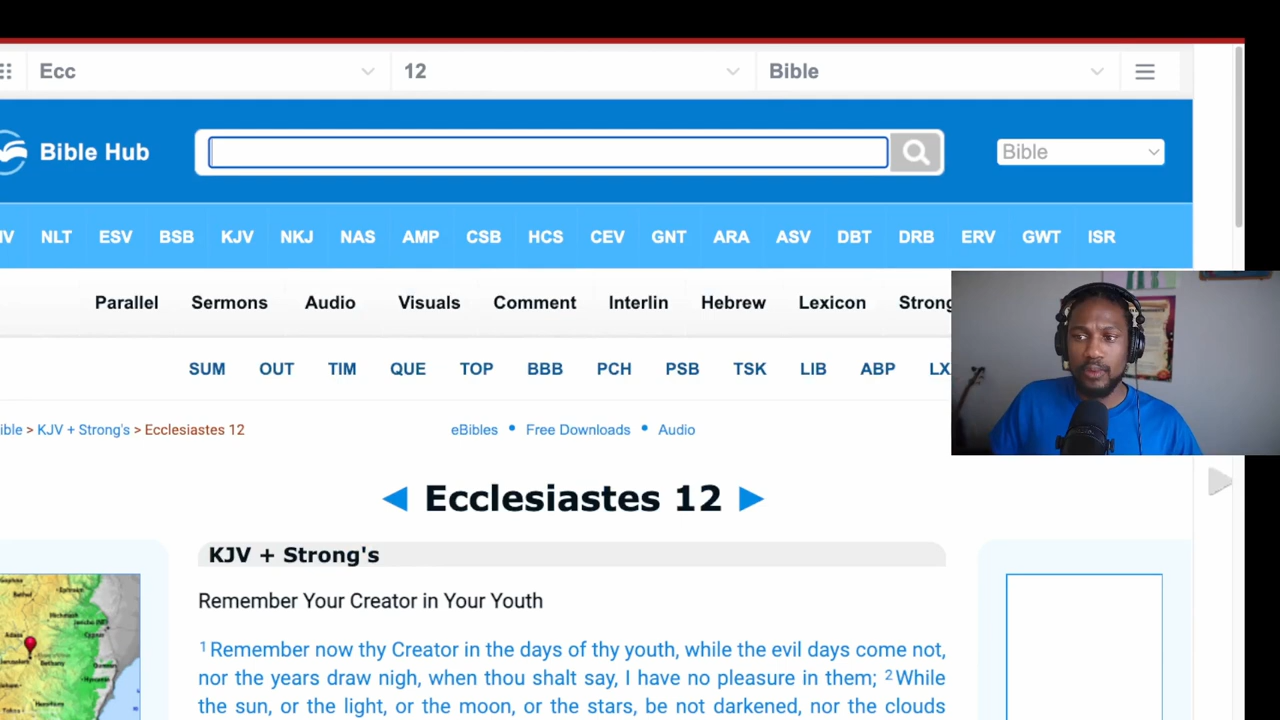 Ecc 12 Bible
Bible Hub Bible
NLT ESV BSB KJV NKJ NAS AMP CSB HCS CEV GNT ARA ASV DBT DRB ERV GWT ISR
Parallel Sermons Audio Visuals Comment Interlin Hebrew Lexicon Strong
SUM OUT TIM QUE TOP BBB PCH PSB TSK LIB ABP LX
ible > KJV + Strong's > Ecclesiastes 12 eBibles • Free Downloads • Audio
◄ Ecclesiastes 12 ►
KJV + Strong's
Remember Your Creator in Your Youth
1 Remember now thy Creator in the days of thy youth, while the evil days come not,
nor the years draw nigh, when thou shalt say, I have no pleasure in them; 2 While
the sun, or the light, or the moon, or the stars, be not darkened, nor the clouds